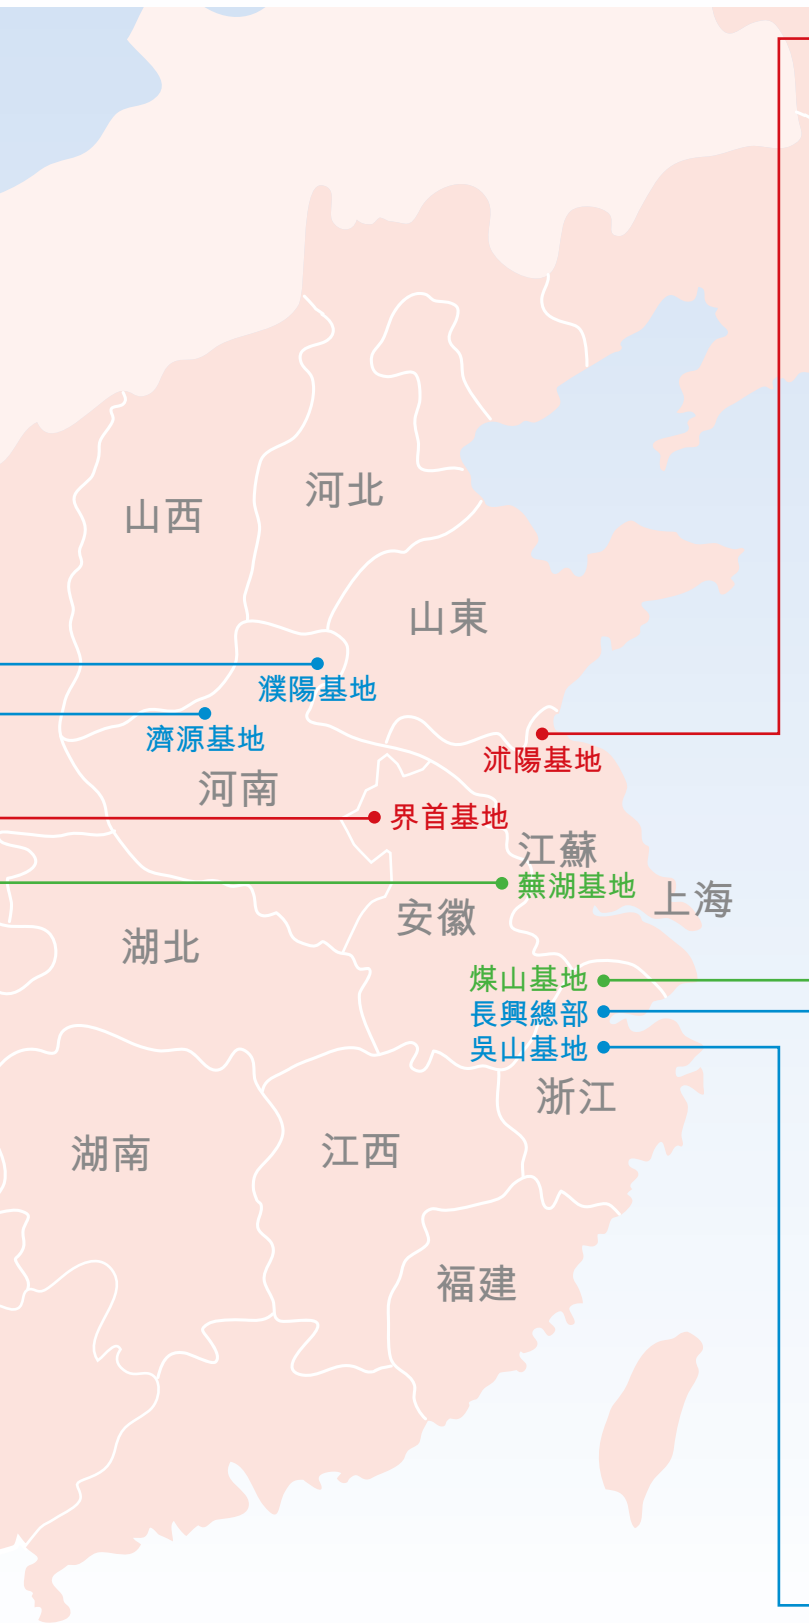 河北
山西
山東
濮陽基地
濟源基地
沭陽基地
河南
界首基地
江蘇
蕪湖基地
上海
安徽
湖北
煤山基地
長興總部
吳山基地
浙江
湖南
江西
福建